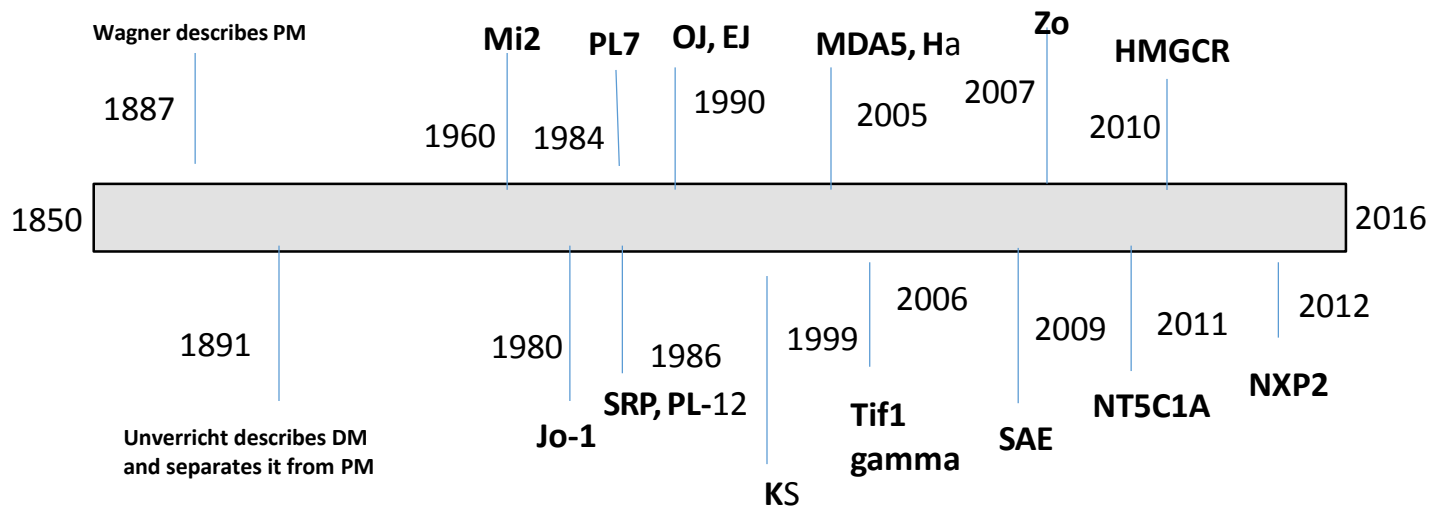 Wagner describes PM
Mi2
PL7
OJ, EJ
MDA5, Ha
Zo
HMGCR
1887
1960
1984
1990
2005
2007
2010
1850
2016
1891
1980
1986
1999
2006
2009
2011
2012
Unverricht describes DM
and separates it from PM
Jo-1
SRP, PL-12
KS
Tif1
gamma
SAE
NT5C1A
NXP2